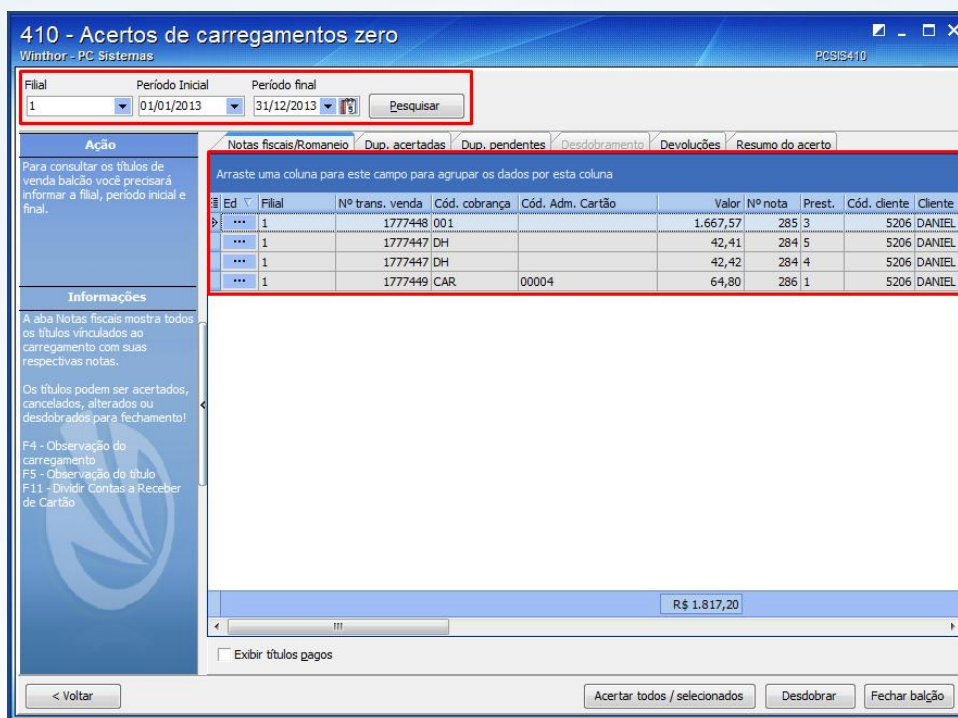 410 - Acertos de carregamentos zero
Winthor - PC Sistemas
PCSIS410
Filial Período Inicial Período final
1 01/01/2013 31/12/2013 Pesquisar
Ação
Para consultar os títulos de
venda balcão você precisará
informar a filial, período inicial e
final.
Informações
A aba Notas fiscais mostra todos
os títulos vinculados ao
carregamento com suas
respectivas notas.
Os títulos podem ser acertados,
cancelados, alterados ou
desdobrados para fechamento!
F4 - Observação do
carregamento
F5 - Observação do título
F11 - Dividir Contas a Receber
de Cartão
Notas fiscais/Romaneio Dup. acertadas Dup. pendentes Desdobramento Devoluções Resumo do acerto
Arraste uma coluna para este campo para agrupar os dados por esta coluna
Ed Filial Nº trans. venda Cód. cobrança Cód. Adm. Cartão Valor Nº nota Prest. Cód. cliente Cliente
... 1 1777448 001 1.667,57 285 3 5206 DANIEL
... 1 1777447 DH 42,41 284 5 5206 DANIEL
... 1 1777447 DH 42,42 284 4 5206 DANIEL
... 1 1777449 CAR 00004 64,80 286 1 5206 DANIEL
R$ 1.817,20
Exibir títulos pagos
< Voltar Acertar todos / selecionados Desdobrar Fechar balcão